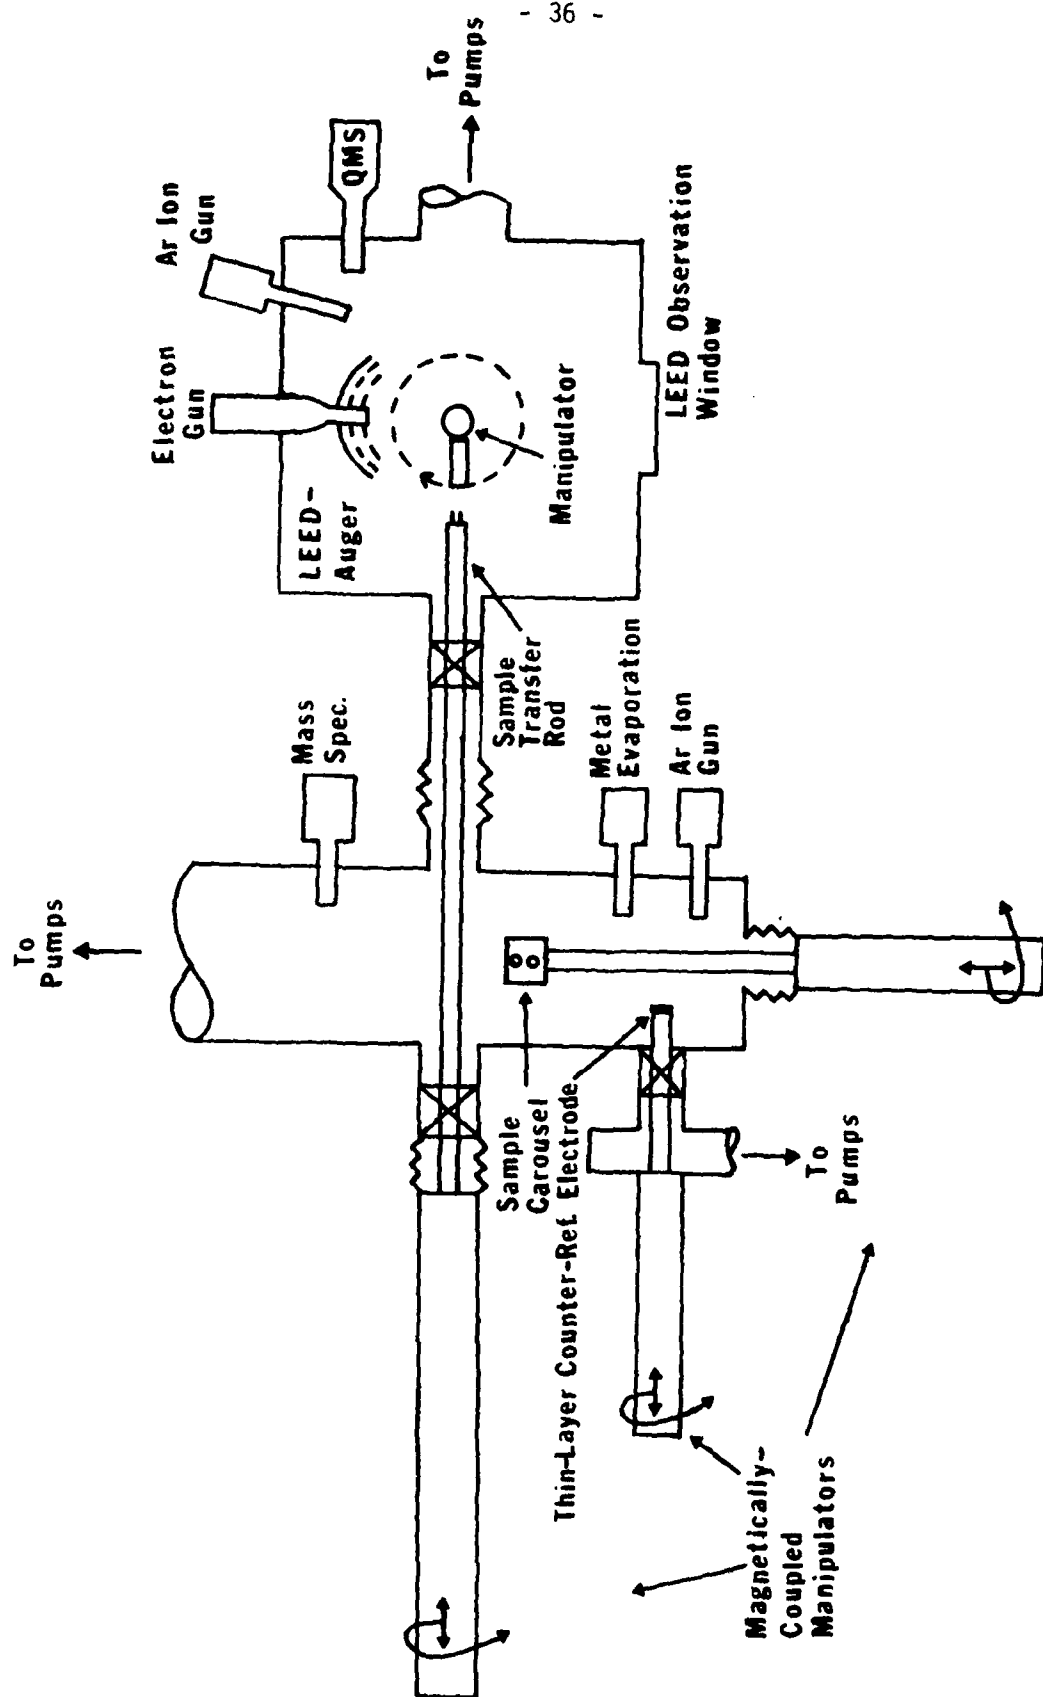 - 36 -
To
Pumps
Ar Ion
Gun
QMS
Electron
Gun
To
Pumps
LEED-
Auger
Manipulator
LEED Observation
Window
Mass
Spec.
Sample
Transfer
Rod
Metal
Evaporation
Ar Ion
Gun
To
Pumps
Sample
Carousel
Thin-Layer Counter-Ref. Electrode
To
Pumps
Magnetically-
Coupled
Manipulators